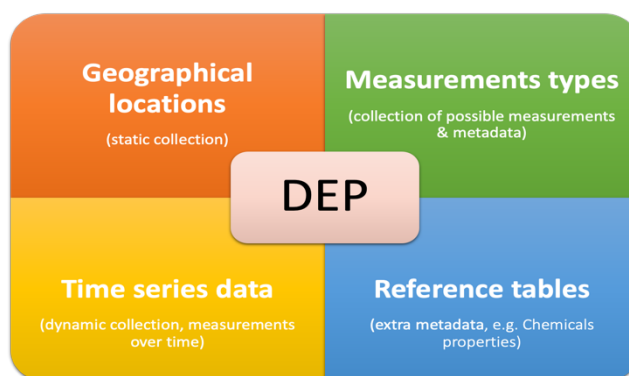 Geographical
locations
(static collection)
Measurements types
(collection of possible measurements
& metadata)
DEP
Time series data
(dynamic collection, measurements
over time)
Reference tables
(extra metadata, e.g. Chemicals
properties)